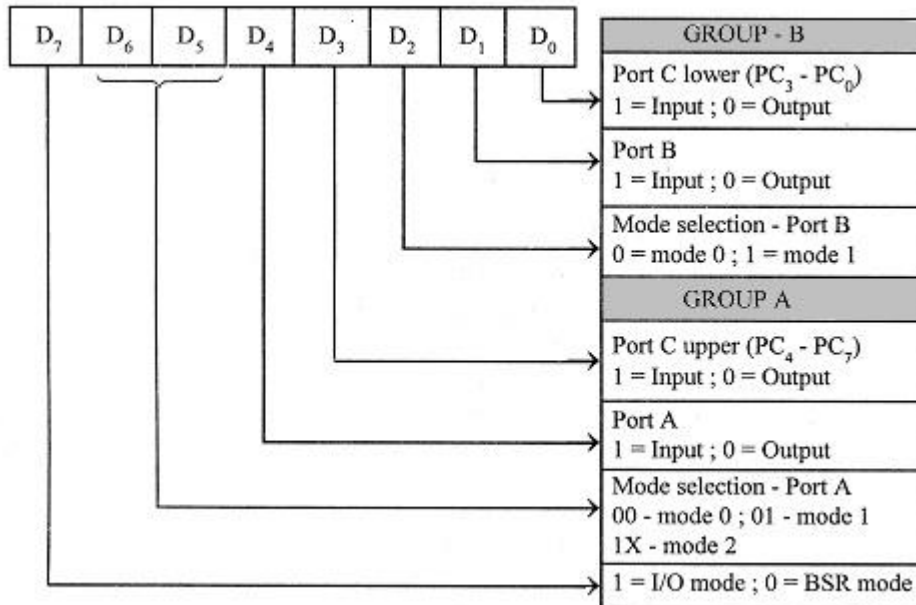 D₇ D₆ D₅ D₄ D₃ D₂ D₁ D₀
GROUP - B
Port C lower (PC₃ - PC₀)
1 = Input ; 0 = Output
Port B
1 = Input ; 0 = Output
Mode selection - Port B
0 = mode 0 ; 1 = mode 1
GROUP A
Port C upper (PC₄ - PC₇)
1 = Input ; 0 = Output
Port A
1 = Input ; 0 = Output
Mode selection - Port A
00 - mode 0 ; 01 - mode 1
1X - mode 2
1 = I/O mode ; 0 = BSR mode